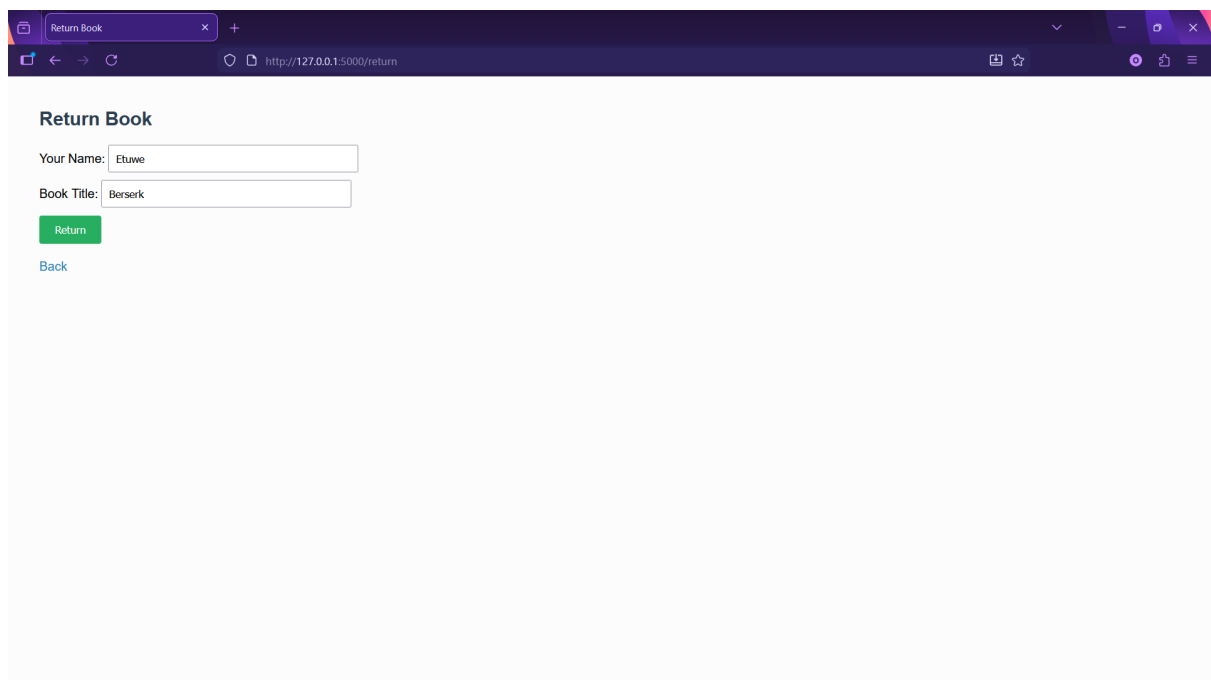 Return Book
http://127.0.0.1:5000/return
Return Book
Your Name: Etuwe
Book Title: Berserk
Return
Back